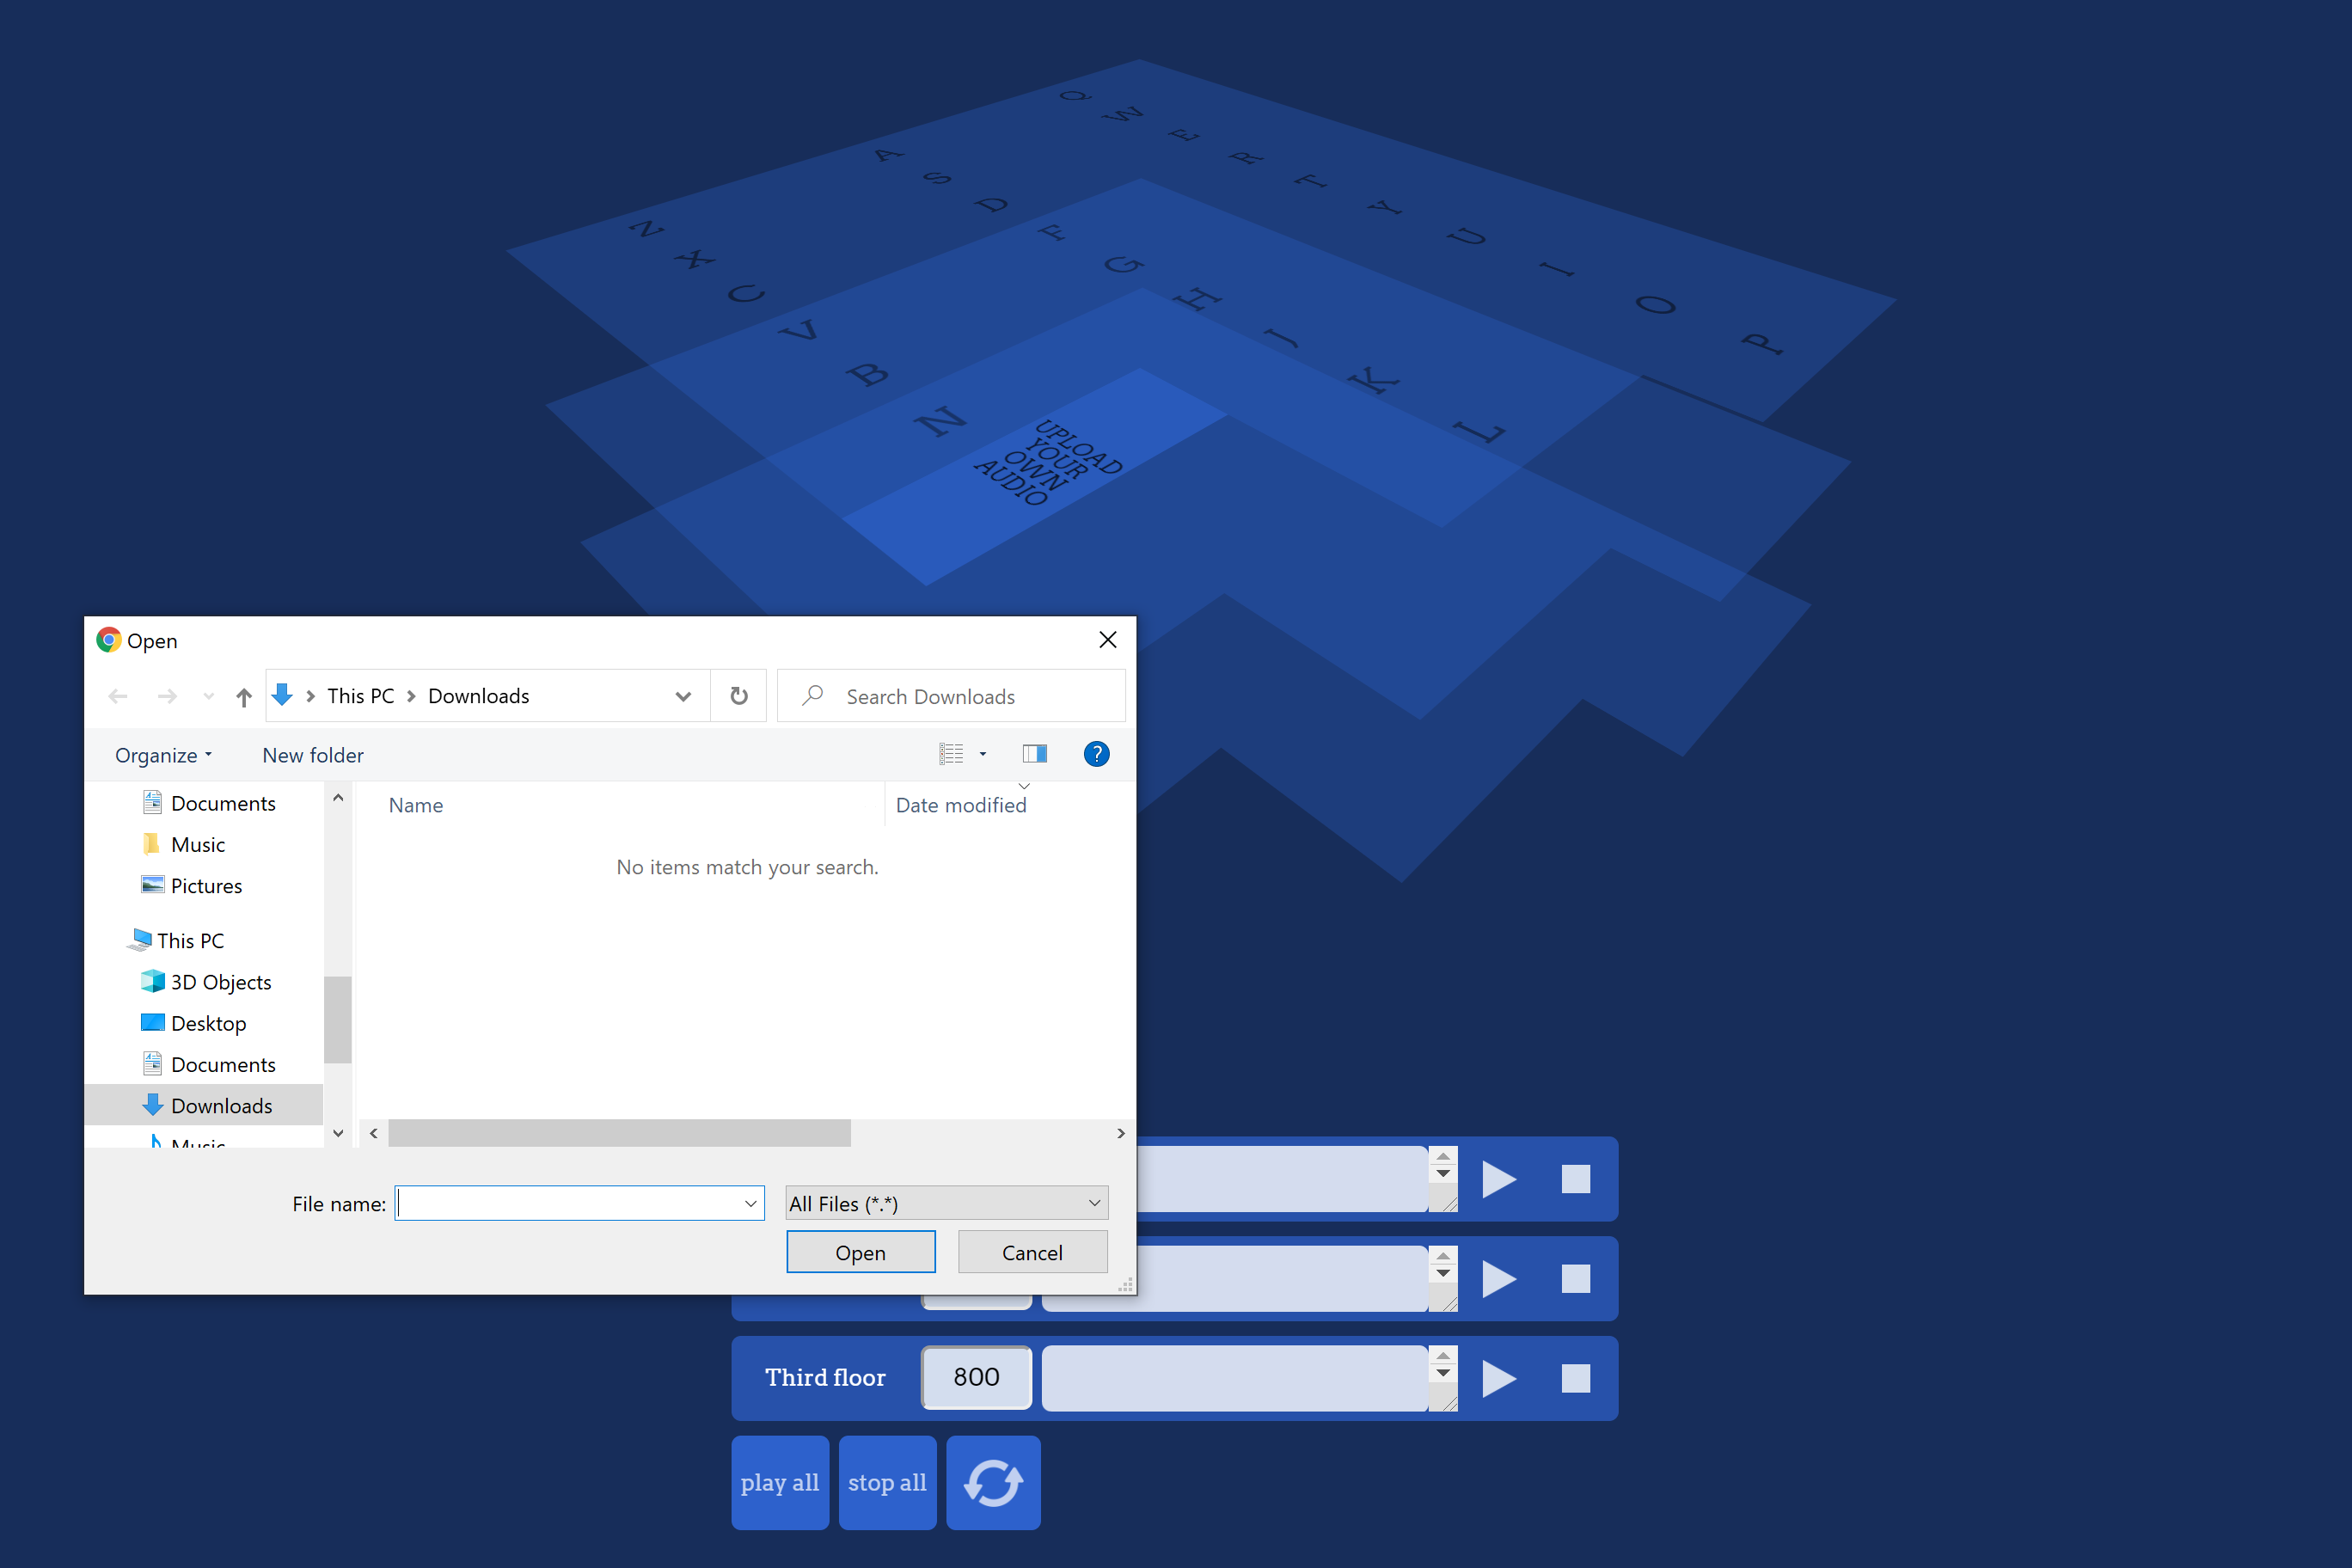 Q W E R T Y U I O P
A S D F G H J K L
Z X C V B N
UPLOAD
YOUR
OWN
AUDIO
Open
This PC
Downloads
Search Downloads
Organize
New folder
?
Documents
Music
Pictures
This PC
3D Objects
Desktop
Documents
Downloads
Music
Name
Date modified
No items match your search.
File name:
All Files (*.*)
Open
Cancel
Third floor
800
play all
stop all